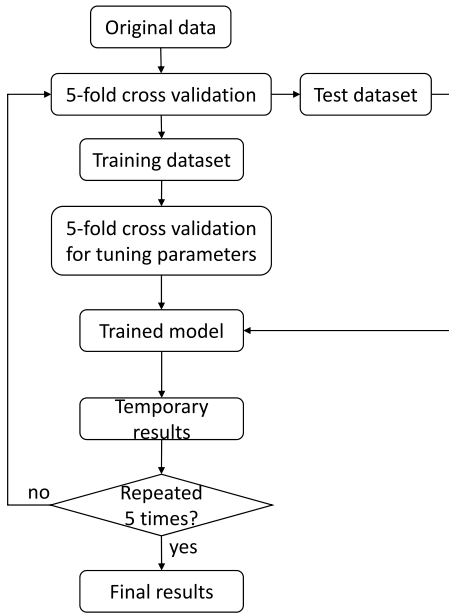 Original data
5-fold cross validation
Test dataset
Training dataset
5-fold cross validation
for tuning parameters
Trained model
Temporary
results
no
Repeated
5 times?
yes
Final results